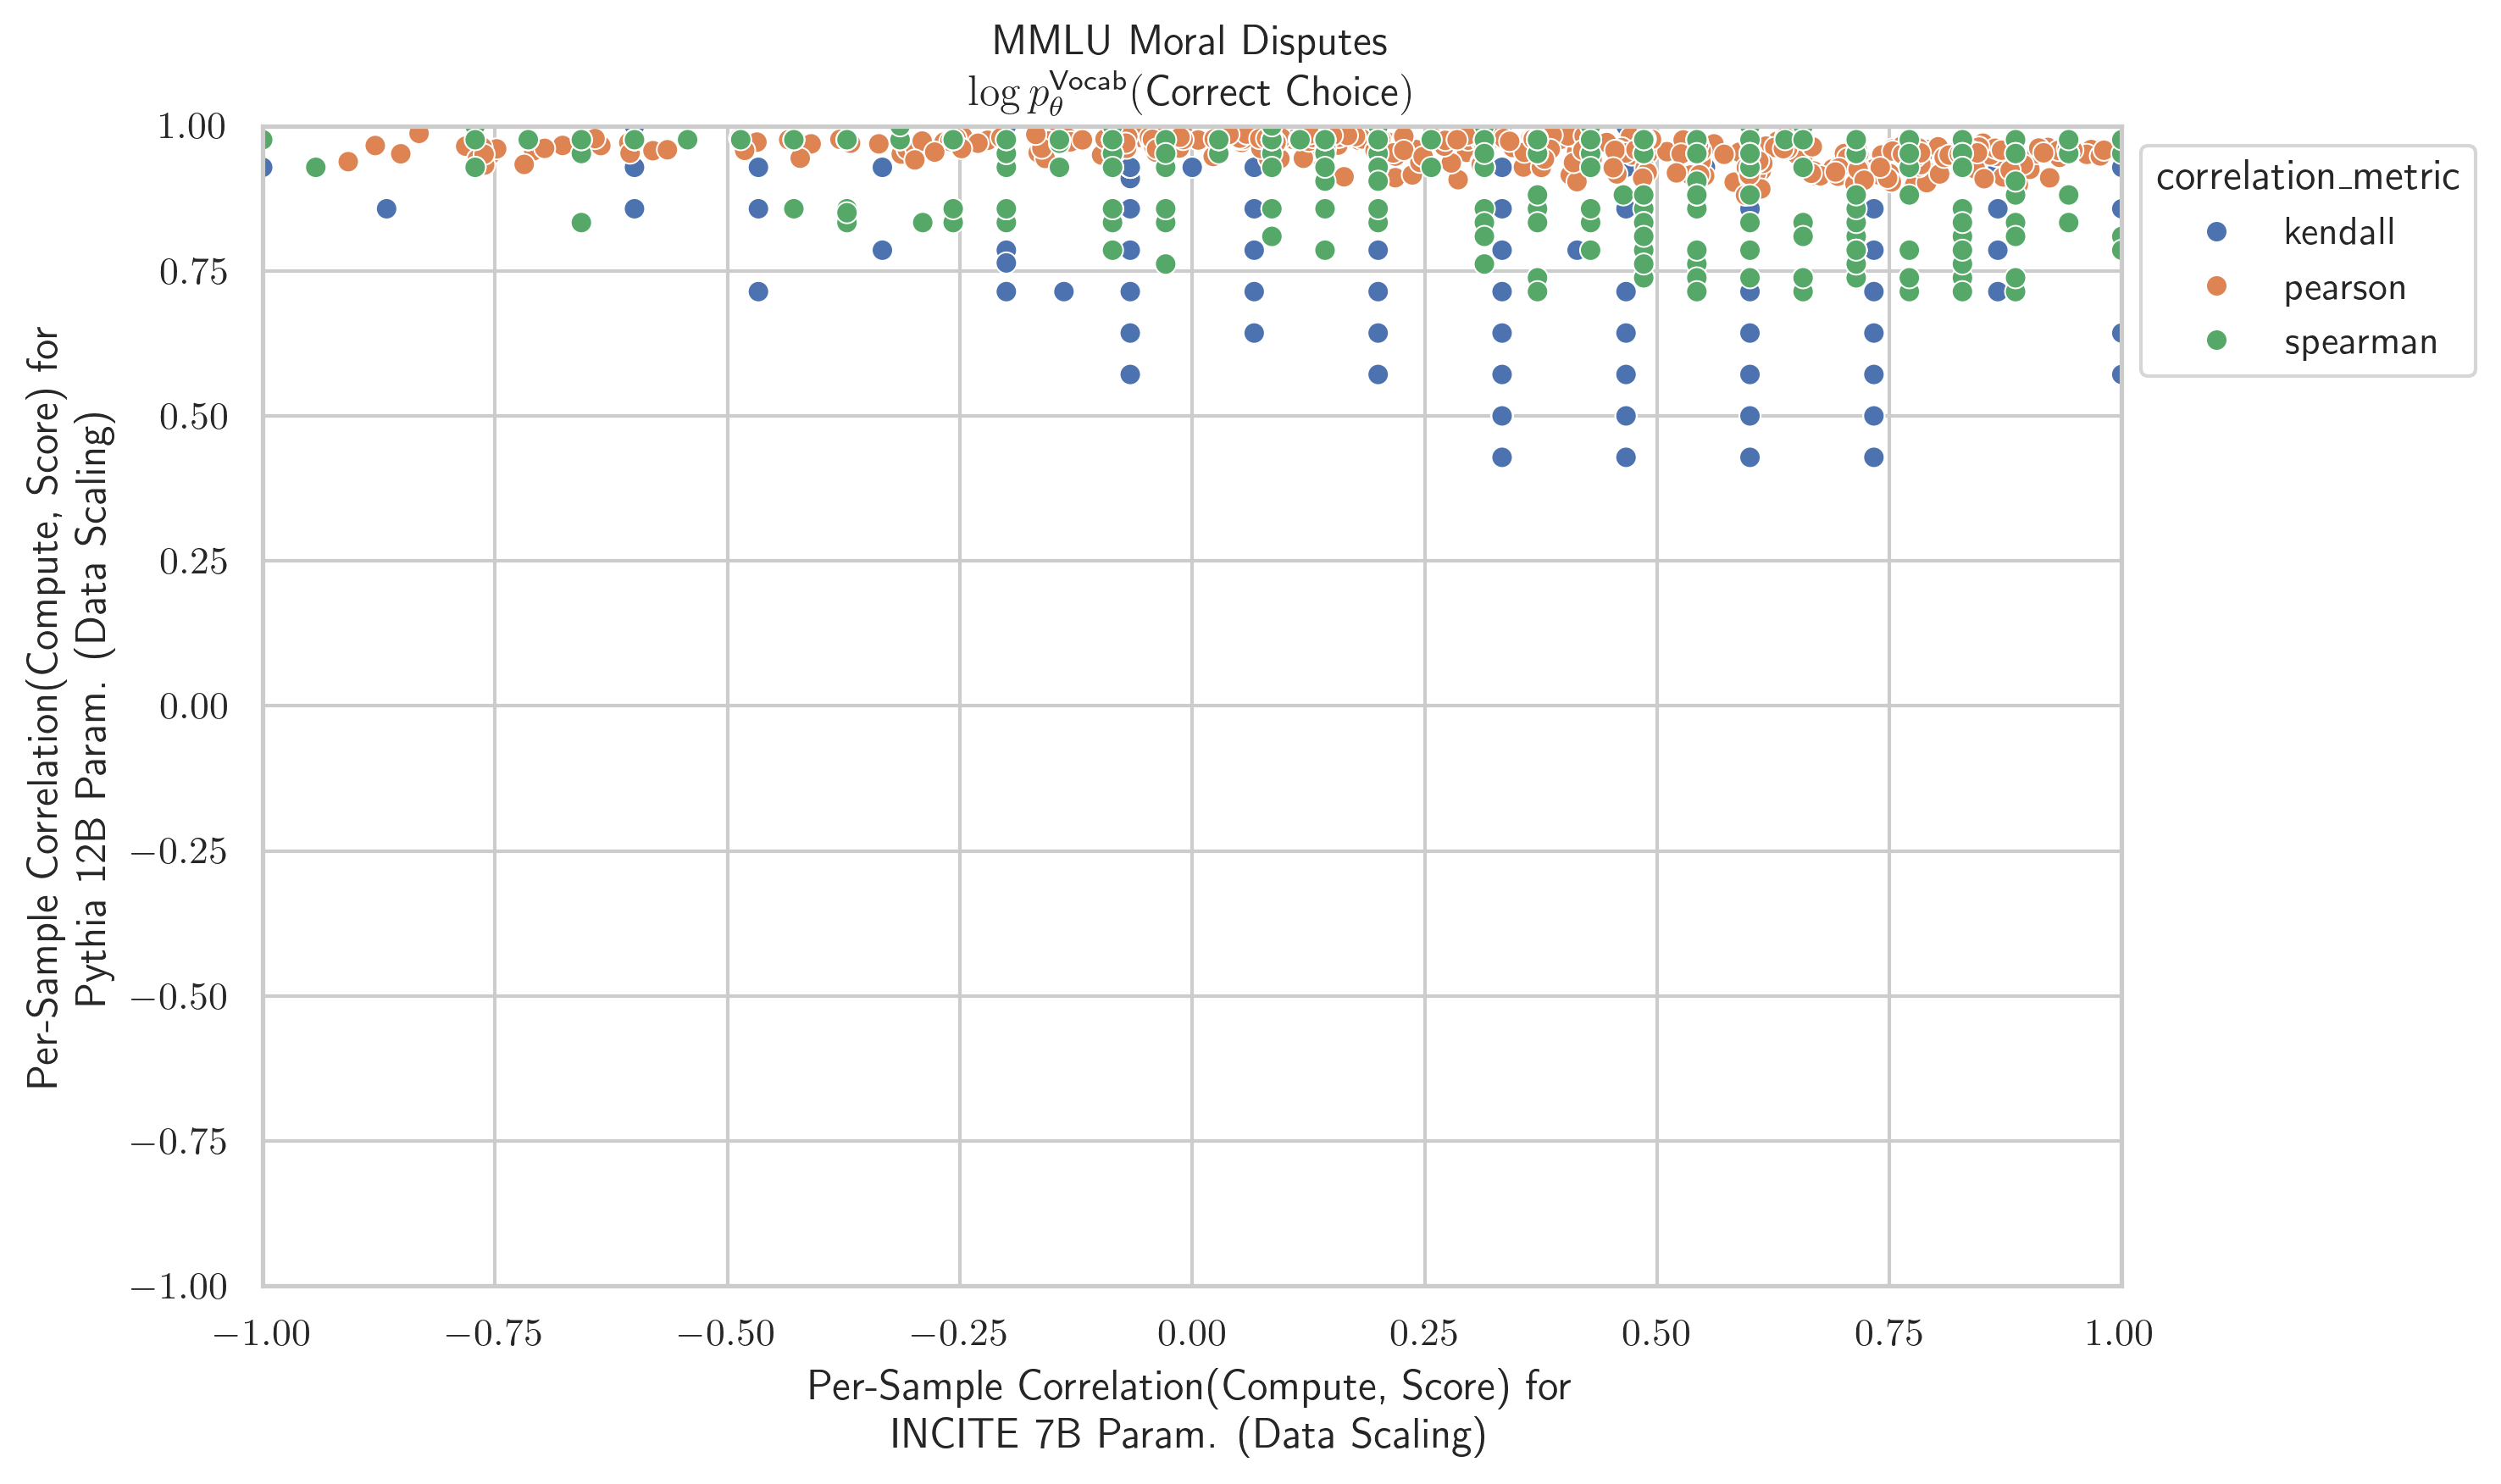 MMLU Moral Disputes
log p_θ^Vocab(Correct Choice)
1.00
0.75
0.50
0.25
0.00
−0.25
−0.50
−0.75
−1.00
Per-Sample Correlation(Compute, Score) for
Pythia 12B Param. (Data Scaling)
correlation_metric
kendall
pearson
spearman
−1.00 −0.75 −0.50 −0.25 0.00 0.25 0.50 0.75 1.00
Per-Sample Correlation(Compute, Score) for
INCITE 7B Param. (Data Scaling)